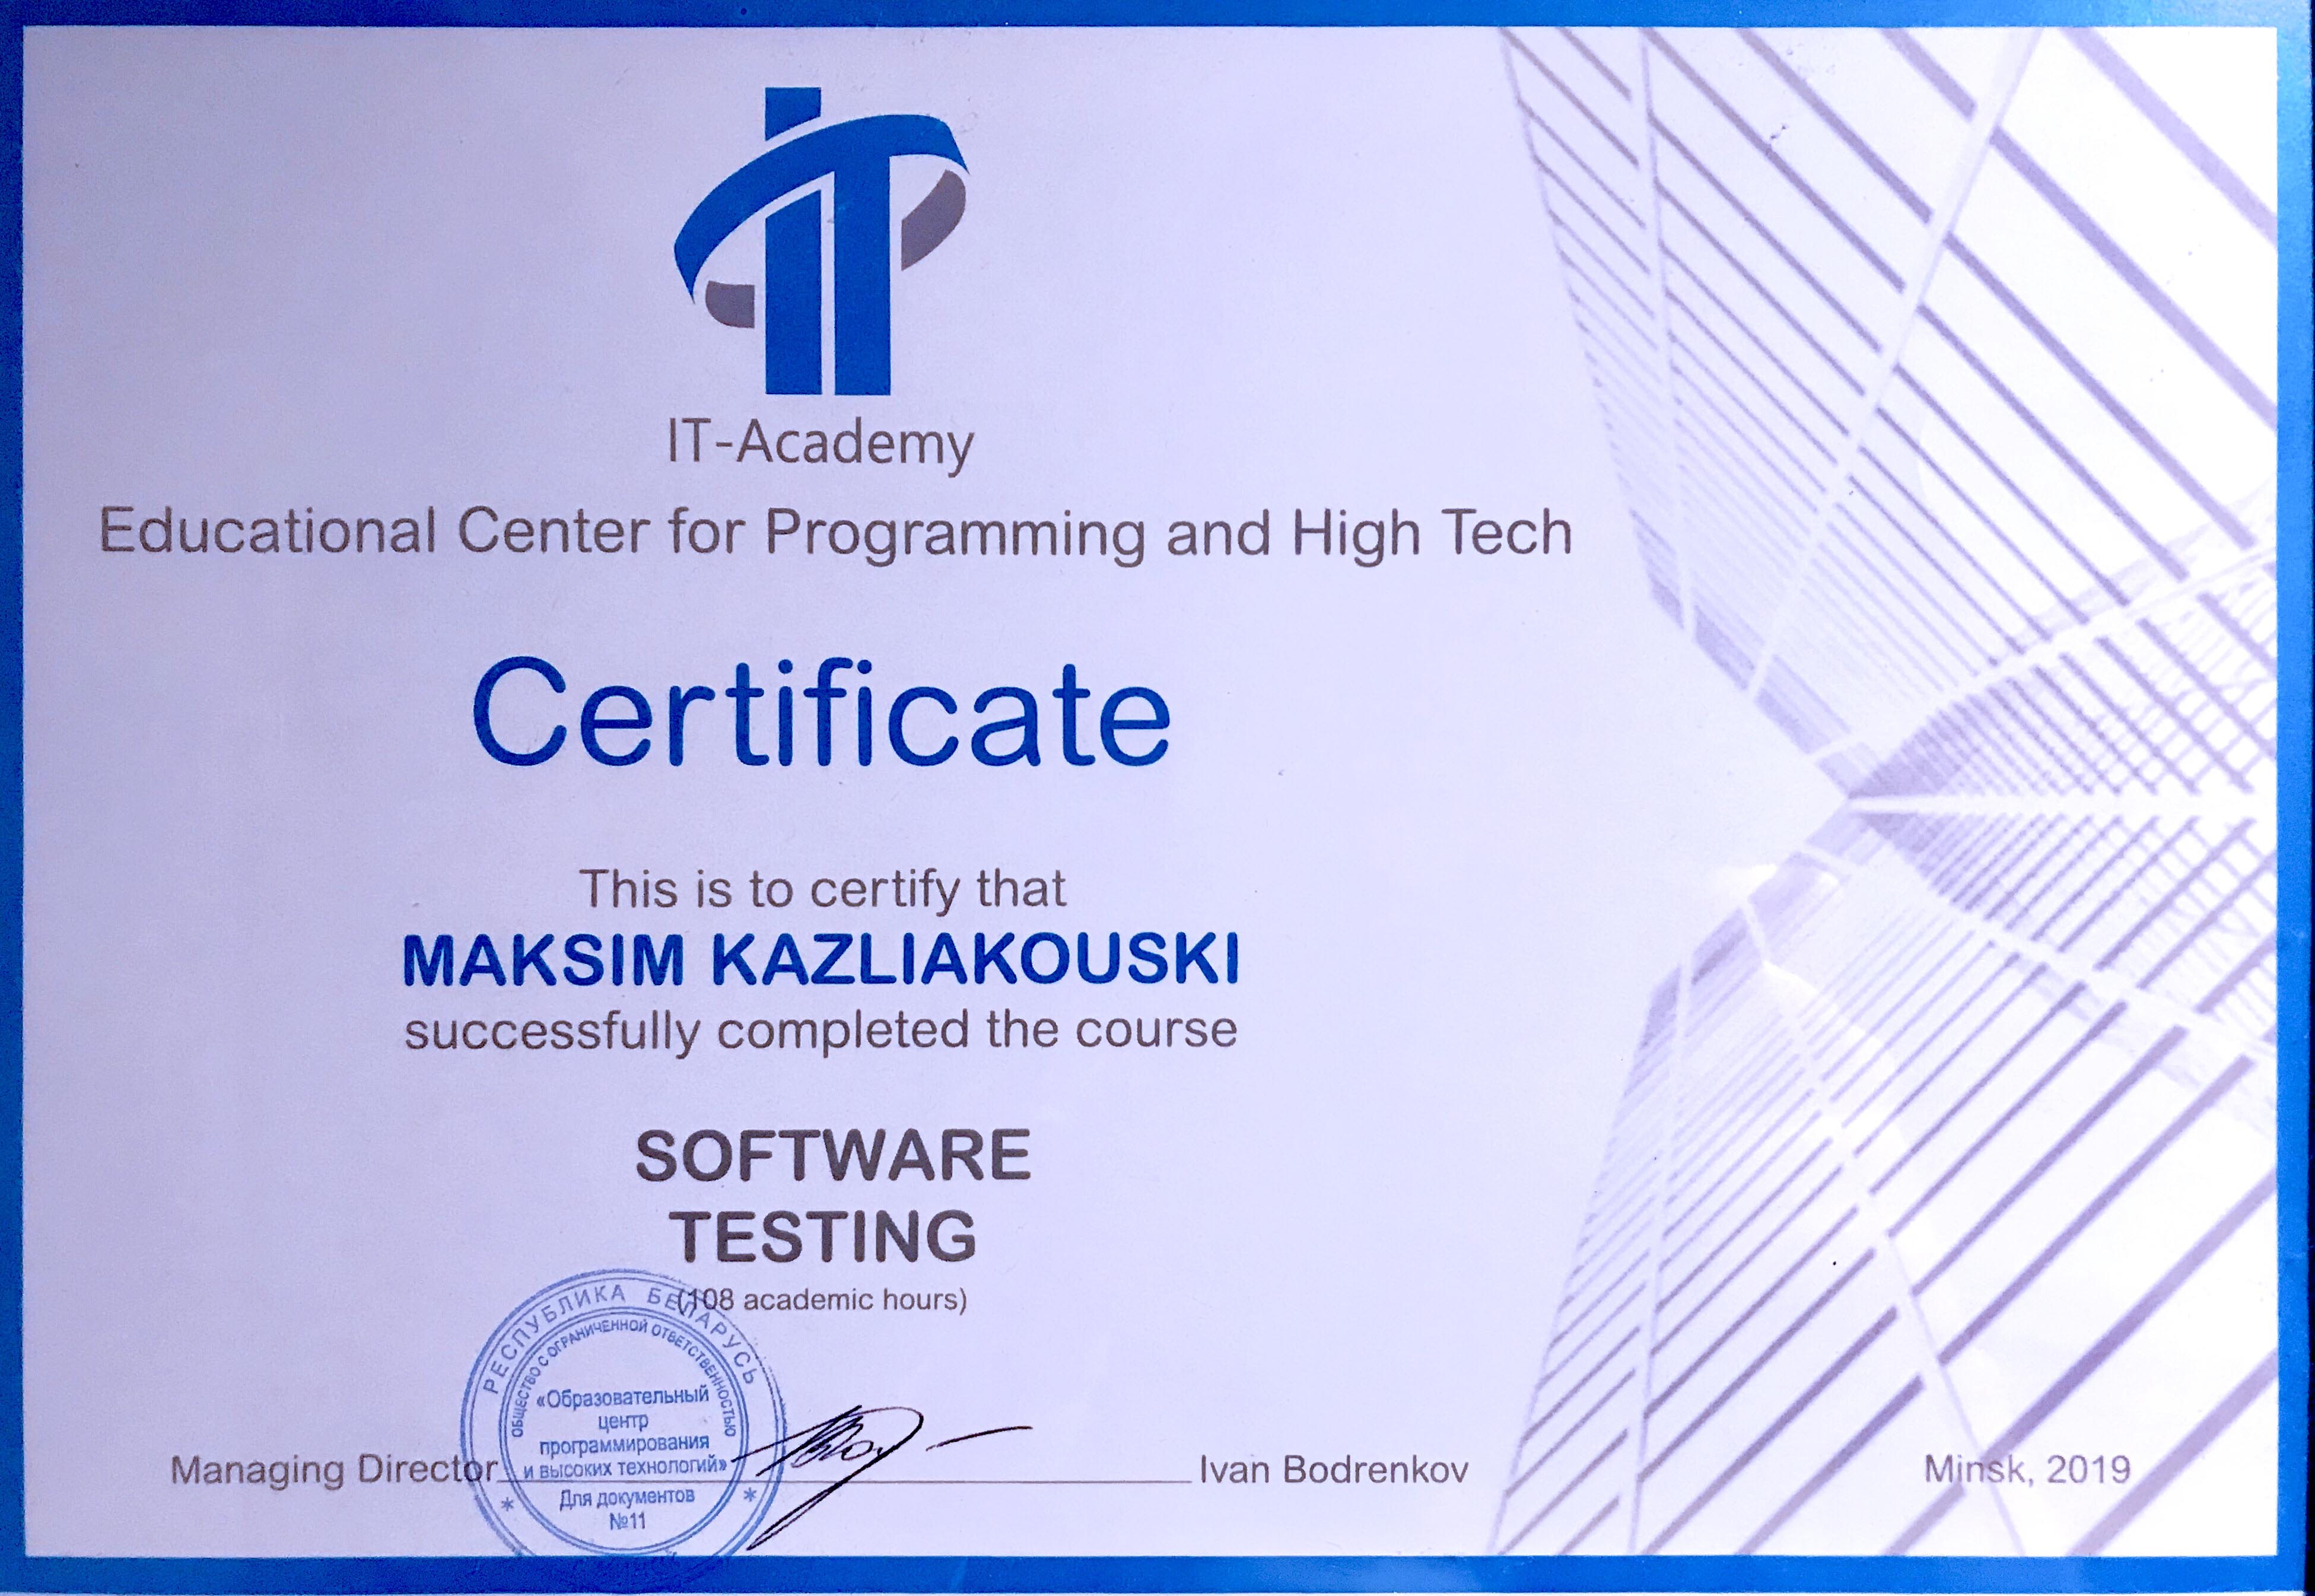 IT
IT-Academy
Educational Center for Programming and High Tech
Certificate
This is to certify that
MAKSIM KAZLIAKOUSKI
successfully completed the course
SOFTWARE
TESTING
(108 academic hours)
РЕСПУБЛИКА БЕЛАРУСЬ
ОБЩЕСТВО С ОГРАНИЧЕННОЙ ОТВЕТСТВЕННОСТЬЮ
«Образовательный
центр
программирования
и высоких технологий»
Для документов
№11
Managing Director
Ivan Bodrenkov
Minsk, 2019